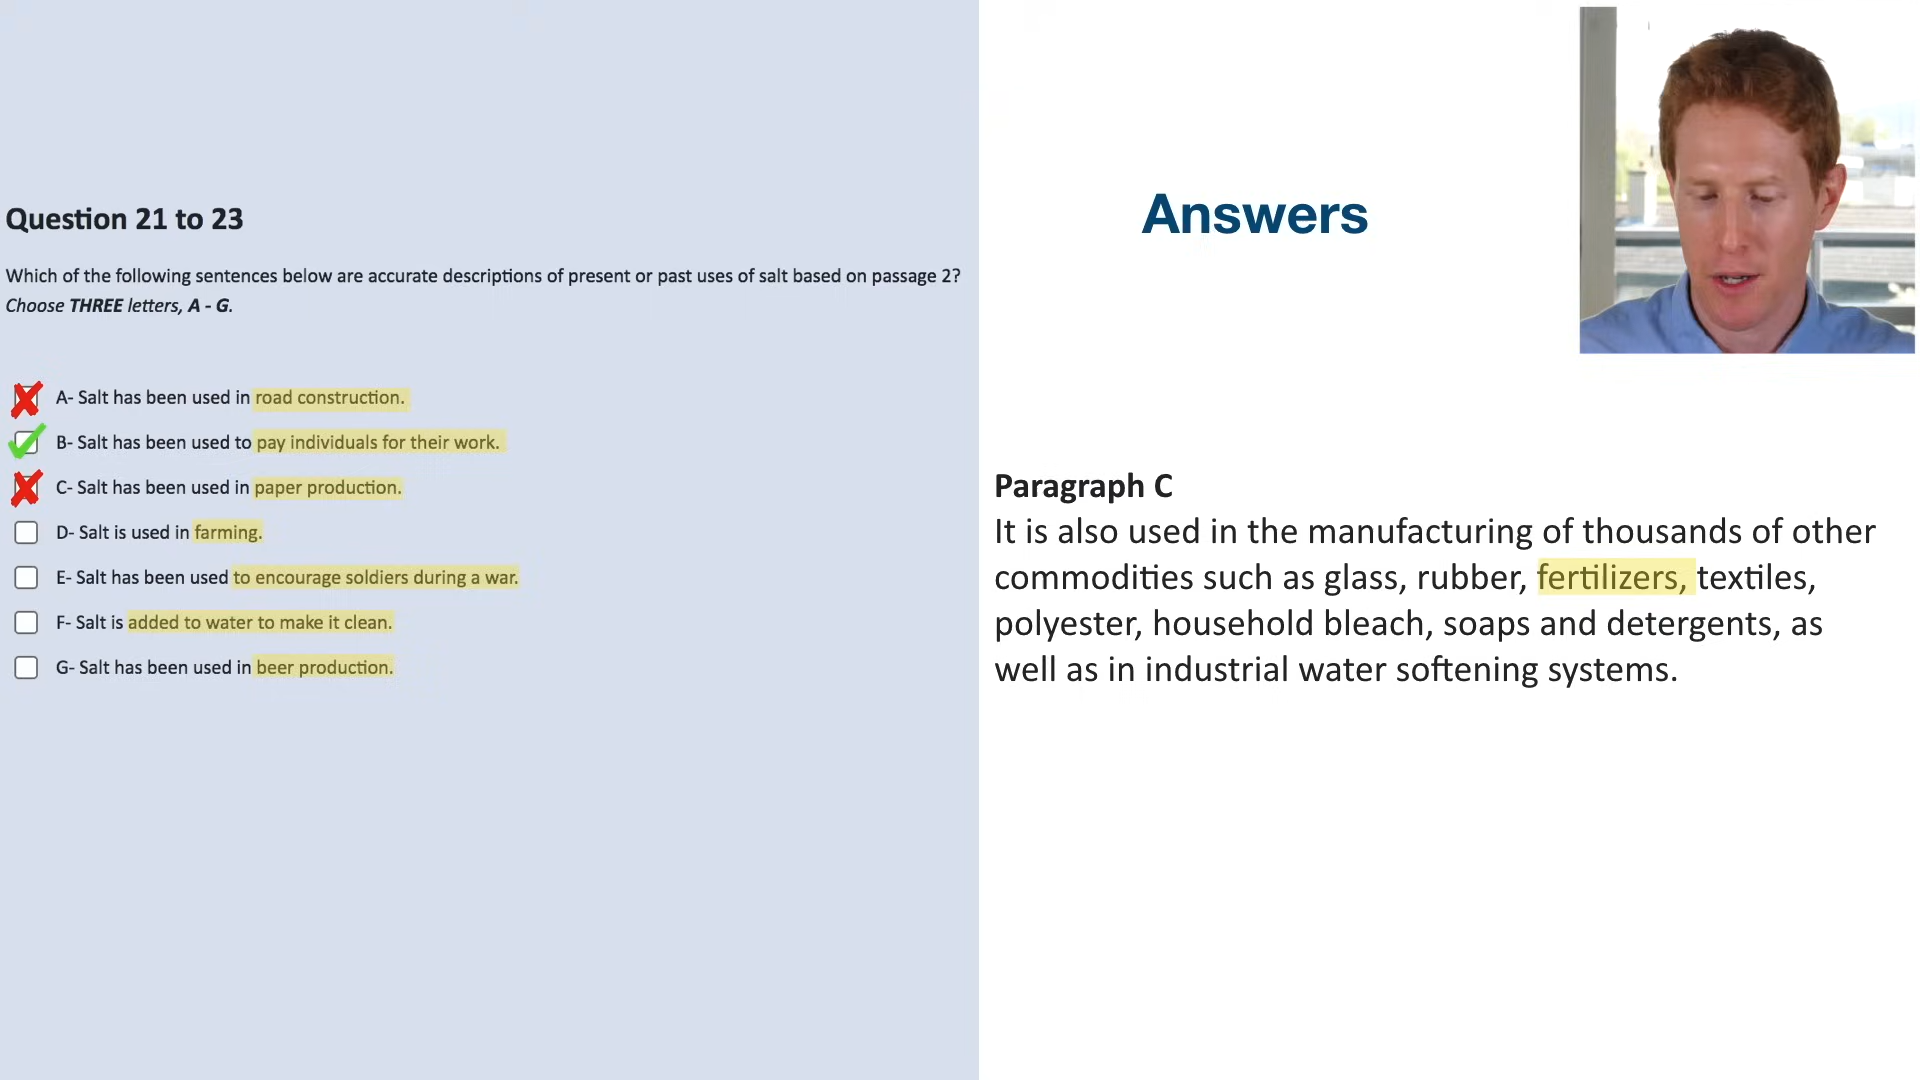 Question 21 to 23
Which of the following sentences below are accurate descriptions of present or past uses of salt based on passage 2?
Choose THREE letters, A - G.
A- Salt has been used in road construction.
B- Salt has been used to pay individuals for their work.
C- Salt has been used in paper production.
D- Salt is used in farming.
E- Salt has been used to encourage soldiers during a war.
F- Salt is added to water to make it clean.
G- Salt has been used in beer production.
Answers
Paragraph C
It is also used in the manufacturing of thousands of other
commodities such as glass, rubber, fertilizers, textiles,
polyester, household bleach, soaps and detergents, as
well as in industrial water softening systems.